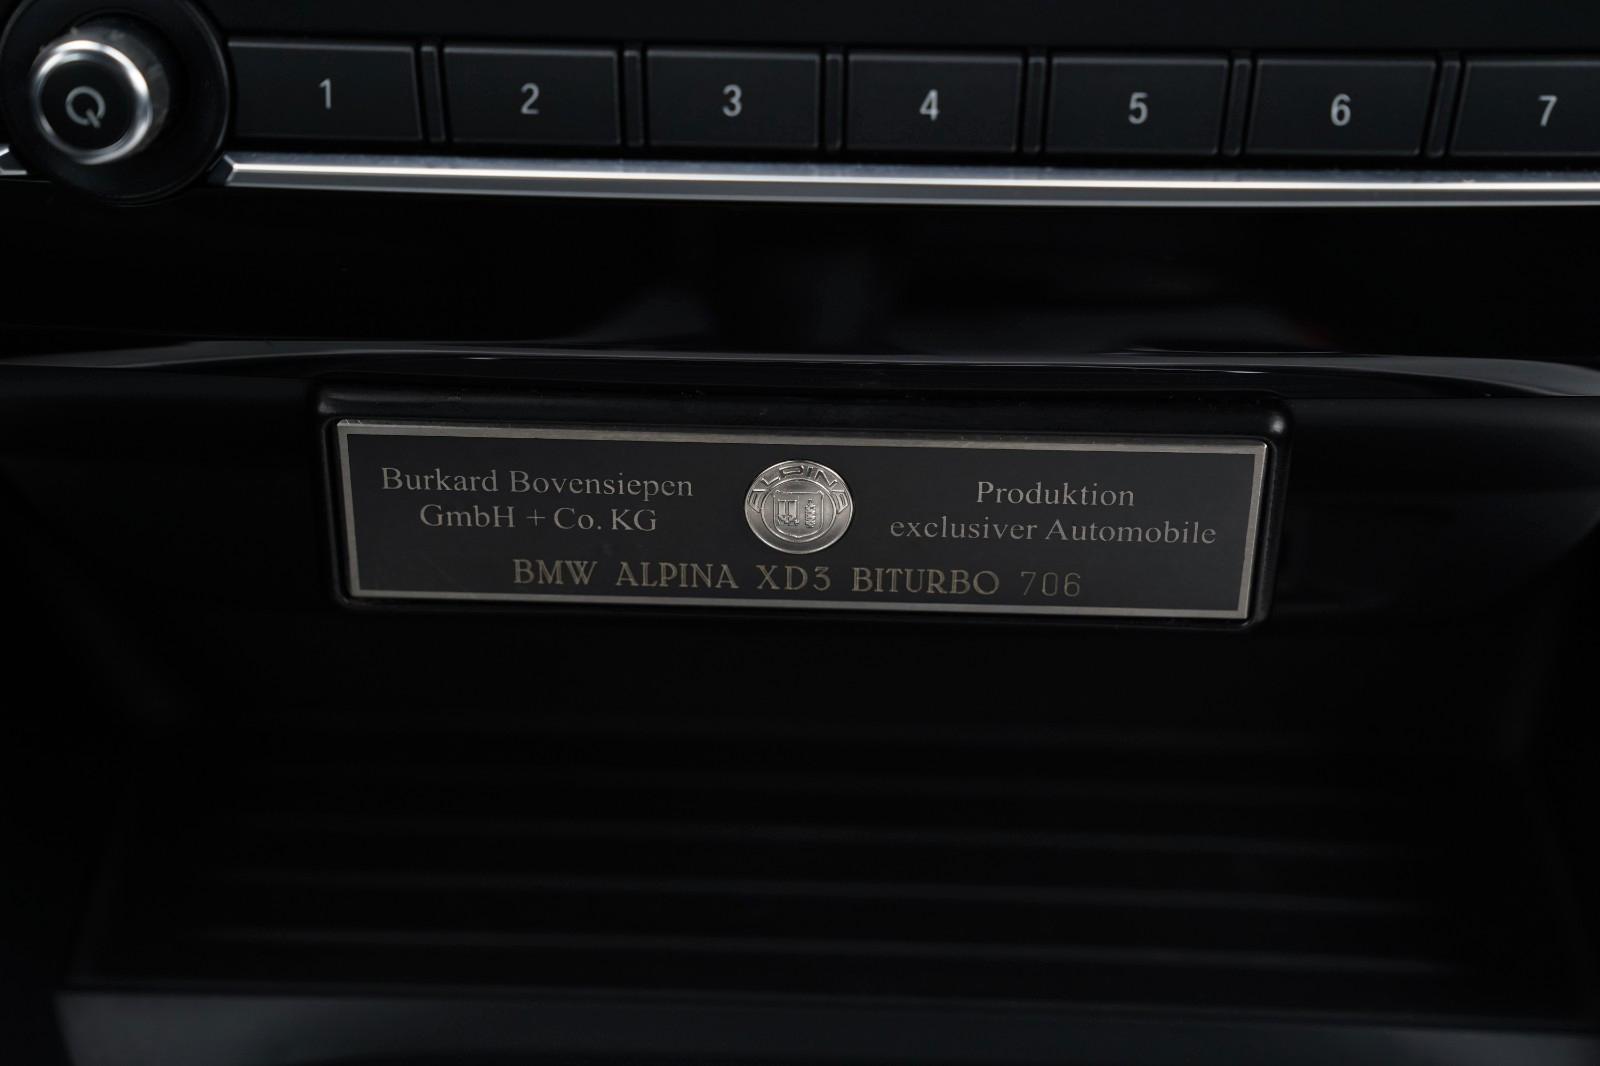 1 2 3 4 5 6 7
Burkard Bovensiepen
GmbH + Co. KG
ALPINA
Produktion
exclusiver Automobile
BMW ALPINA XD3 BITURBO 706